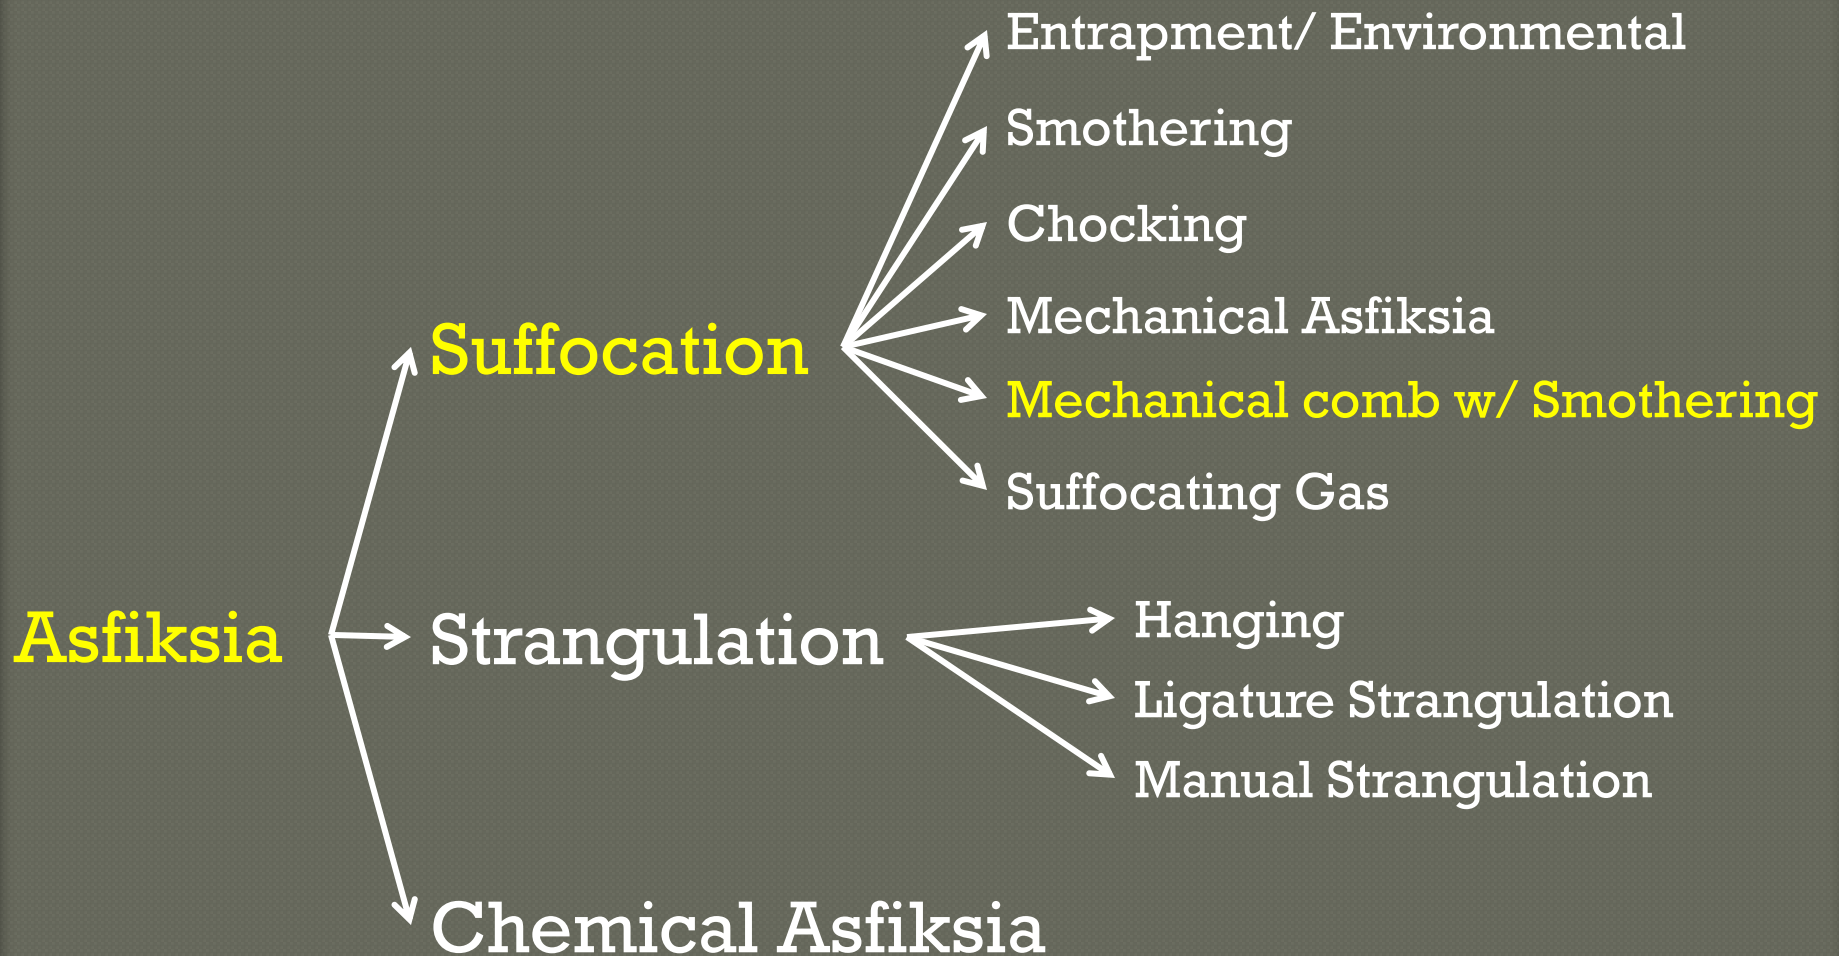 Entrapment/ Environmental
Smothering
Chocking
Mechanical Asfiksia
Suffocation
Mechanical comb w/ Smothering
Suffocating Gas
Asfiksia
Strangulation
Hanging
Ligature Strangulation
Manual Strangulation
Chemical Asfiksia